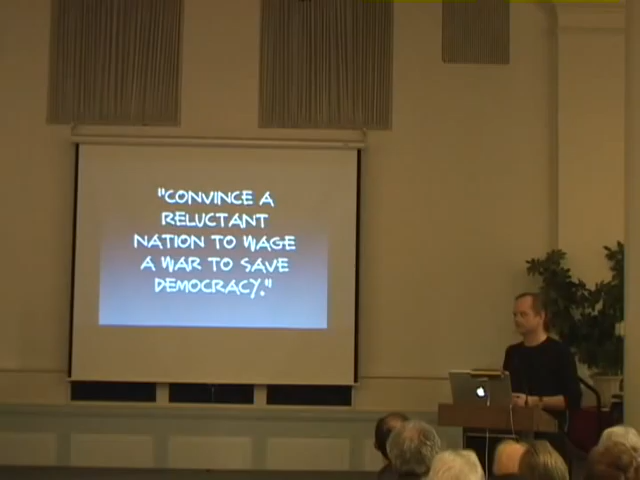 "CONVINCE A
RELUCTANT
NATION TO WAGE
A WAR TO SAVE
DEMOCRACY."